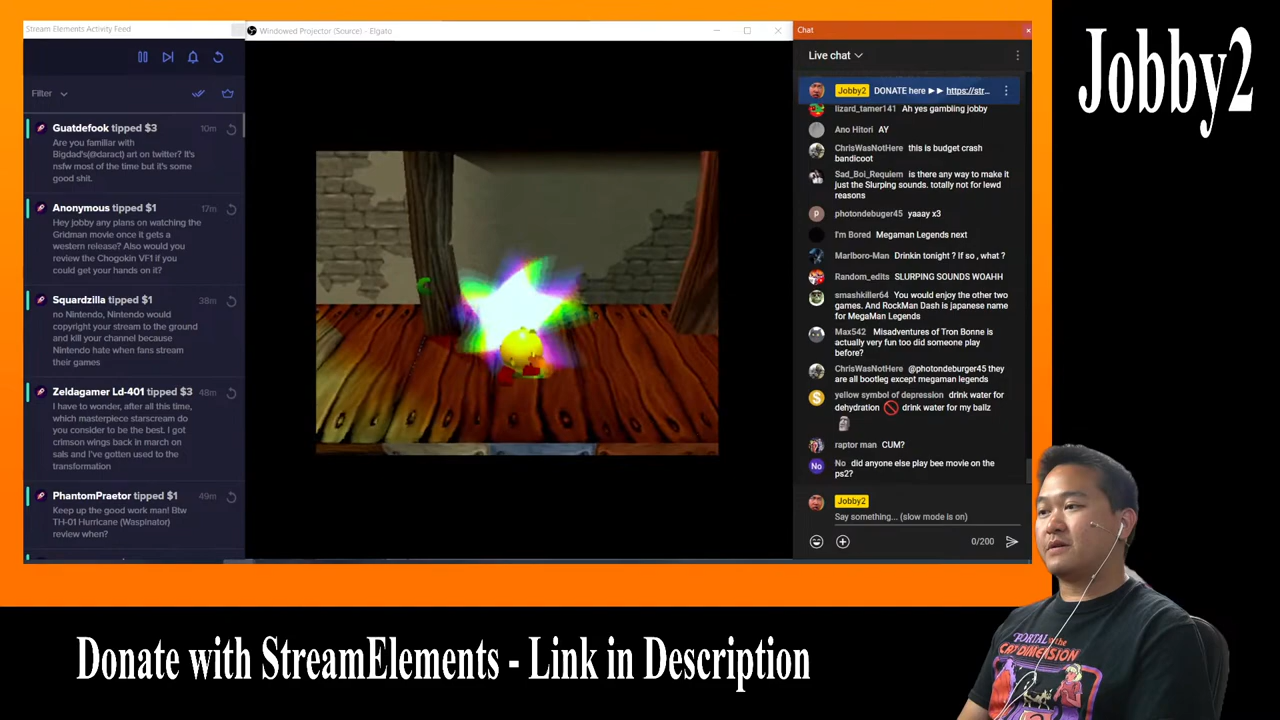 Stream Elements Activity Feed
Filter
Guatdefook tipped $3
10m
Are you familiar with
Bigdad's(@daract) art on twitter? It's
nsfw most of the time but it's some
good shit.
Anonymous tipped $1
17m
Hey jobby any plans on watching the
Gridman movie once it gets a
western release? Also would you
review the Chogokin VF1 if you
could get your hands on it?
Squardzilla tipped $1
38m
no Nintendo, Nintendo would
copyright your stream to the ground
and kill your channel because
Nintendo hate when fans stream
their games
Zeldagamer Ld-401 tipped $3
48m
I have to wonder, after all this time,
which masterpiece starscream do
you consider to be the best. I got
crimson wings back in march on
sals and I've gotten used to the
transformation
PhantomPraetor tipped $1
49m
Keep up the good work man! Btw
TH-01 Hurricane (Waspinator)
review when?
Windowed Projector (Source) - Elgato
Chat
Live chat
Jobby2 DONATE here ►► https://str...
lizard_tamer141 Ah yes gambling jobby
Ano Hitori AY
ChrisWasNotHere this is budget crash
bandicoot
Sad_Boi_Requiem is there any way to make it
just the Slurping sounds. totally not for lewd
reasons
P photondebuger45 yaaay x3
I'm Bored Megaman Legends next
Marlboro-Man Drinkin tonight ? If so , what ?
Random_edits SLURPING SOUNDS WOAHH
smashkiller64 You would enjoy the other two
games. And RockMan Dash is japanese name
for MegaMan Legends
Max542 Misadventures of Tron Bonne is
actually very fun too did someone play
before?
ChrisWasNotHere @photondeburger45 they
are all bootleg except megaman legends
yellow symbol of depression drink water for
dehydration 🚫 drink water for my ballz
raptor man CUM?
No No did anyone else play bee movie on the
ps2?
Jobby2
Say something... (slow mode is on)
0/200
Jobby2
PORTAL to the
CAT DIMENSION
Donate with StreamElements - Link in Description